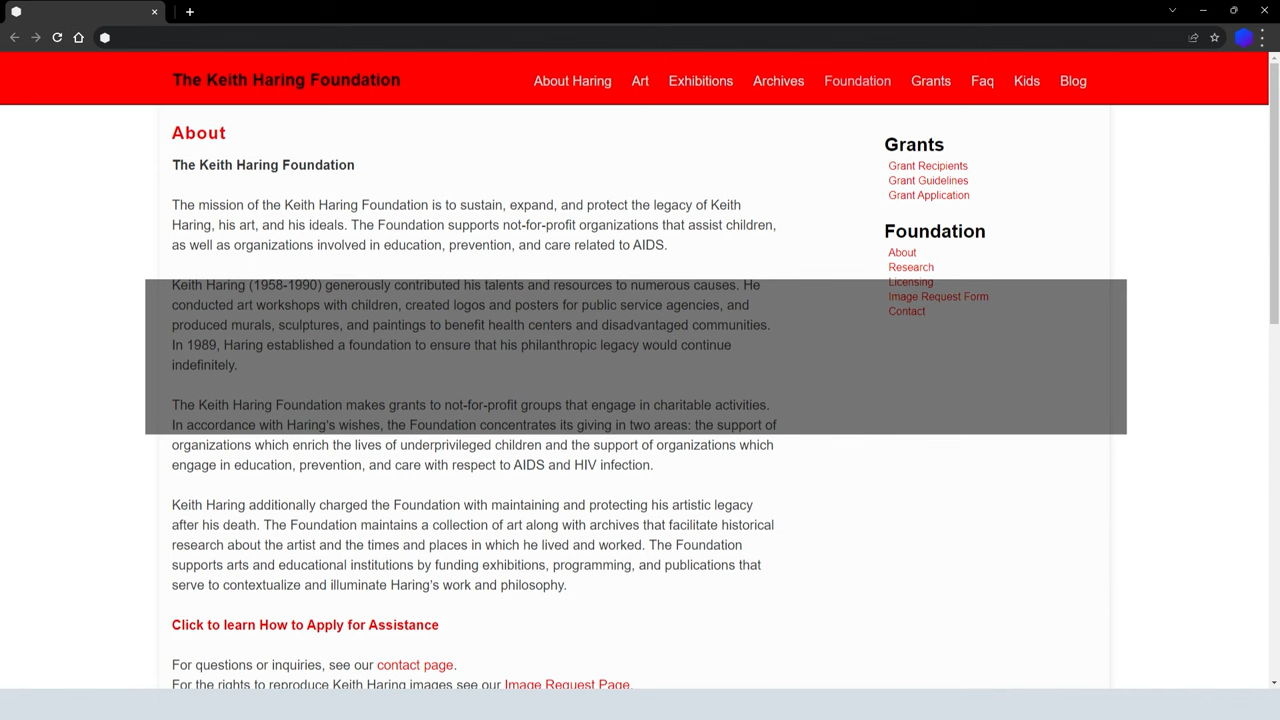 The Keith Haring Foundation
About Haring Art Exhibitions Archives Foundation Grants Faq Kids Blog
About
The Keith Haring Foundation
The mission of the Keith Haring Foundation is to sustain, expand, and protect the legacy of Keith
Haring, his art, and his ideals. The Foundation supports not-for-profit organizations that assist children,
as well as organizations involved in education, prevention, and care related to AIDS.
Keith Haring (1958-1990) generously contributed his talents and resources to numerous causes. He
conducted art workshops with children, created logos and posters for public service agencies, and
produced murals, sculptures, and paintings to benefit health centers and disadvantaged communities.
In 1989, Haring established a foundation to ensure that his philanthropic legacy would continue
indefinitely.
The Keith Haring Foundation makes grants to not-for-profit groups that engage in charitable activities.
In accordance with Haring's wishes, the Foundation concentrates its giving in two areas: the support of
organizations which enrich the lives of underprivileged children and the support of organizations which
engage in education, prevention, and care with respect to AIDS and HIV infection.
Keith Haring additionally charged the Foundation with maintaining and protecting his artistic legacy
after his death. The Foundation maintains a collection of art along with archives that facilitate historical
research about the artist and the times and places in which he lived and worked. The Foundation
supports arts and educational institutions by funding exhibitions, programming, and publications that
serve to contextualize and illuminate Haring's work and philosophy.
Click to learn How to Apply for Assistance
For questions or inquiries, see our contact page.
For the rights to reproduce Keith Haring images see our Image Request Page.
Grants
Grant Recipients
Grant Guidelines
Grant Application
Foundation
About
Research
Licensing
Image Request Form
Contact